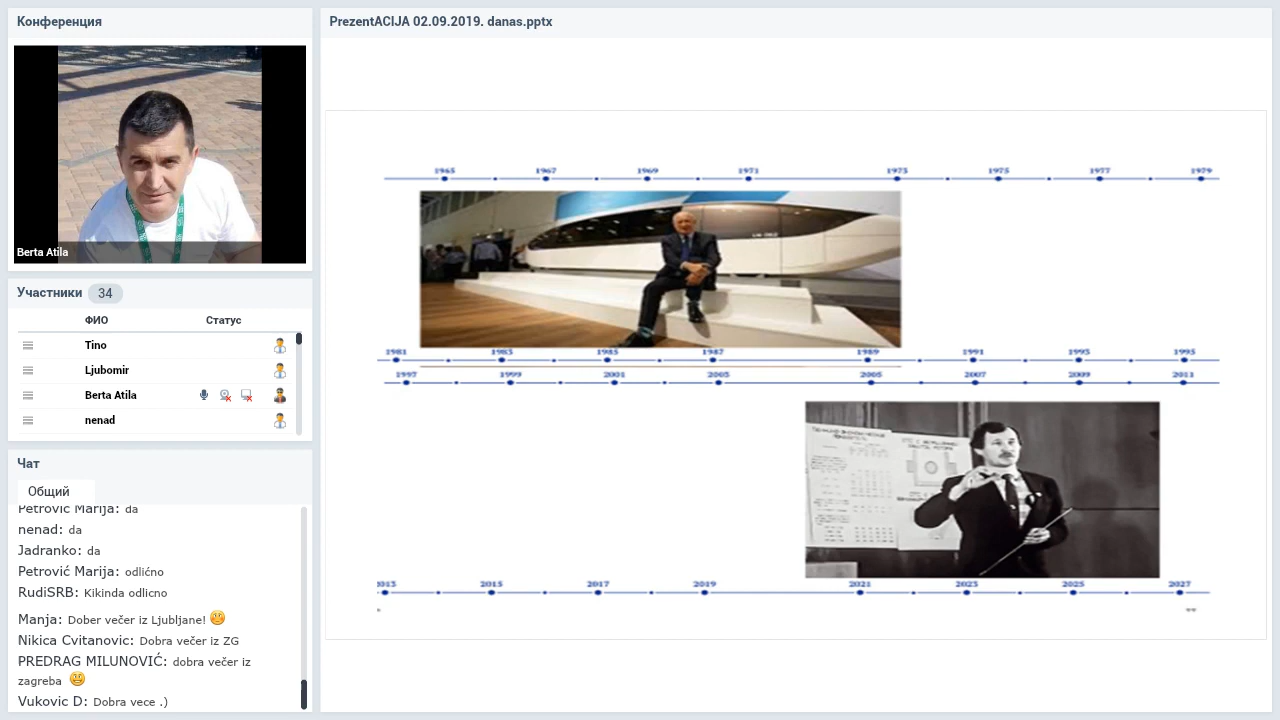 Конференция
Berta Atila
Участники 34
ФИО Статус
Tino
Ljubomir
Berta Atila
nenad
Чат
Общий
Petrović Marija: da
nenad: da
Jadranko: da
Petrović Marija: odlićno
RudiSRB: Kikinda odlicno
Manja: Dober večer iz Ljubljane!
Nikica Cvitanovic: Dobra večer iz ZG
PREDRAG MILUNOVIĆ: dobra večer iz
zagreba
Vukovic D: Dobra vece .)
PrezentACIJA 02.09.2019. danas.pptx
1965 1967 1969 1971 1973 1975 1977 1979
1981 1983 1985 1987 1989 1991 1993 1995
1997 1999 2001 2003 2005 2007 2009 2011
2013 2015 2017 2019 2021 2023 2025 2027